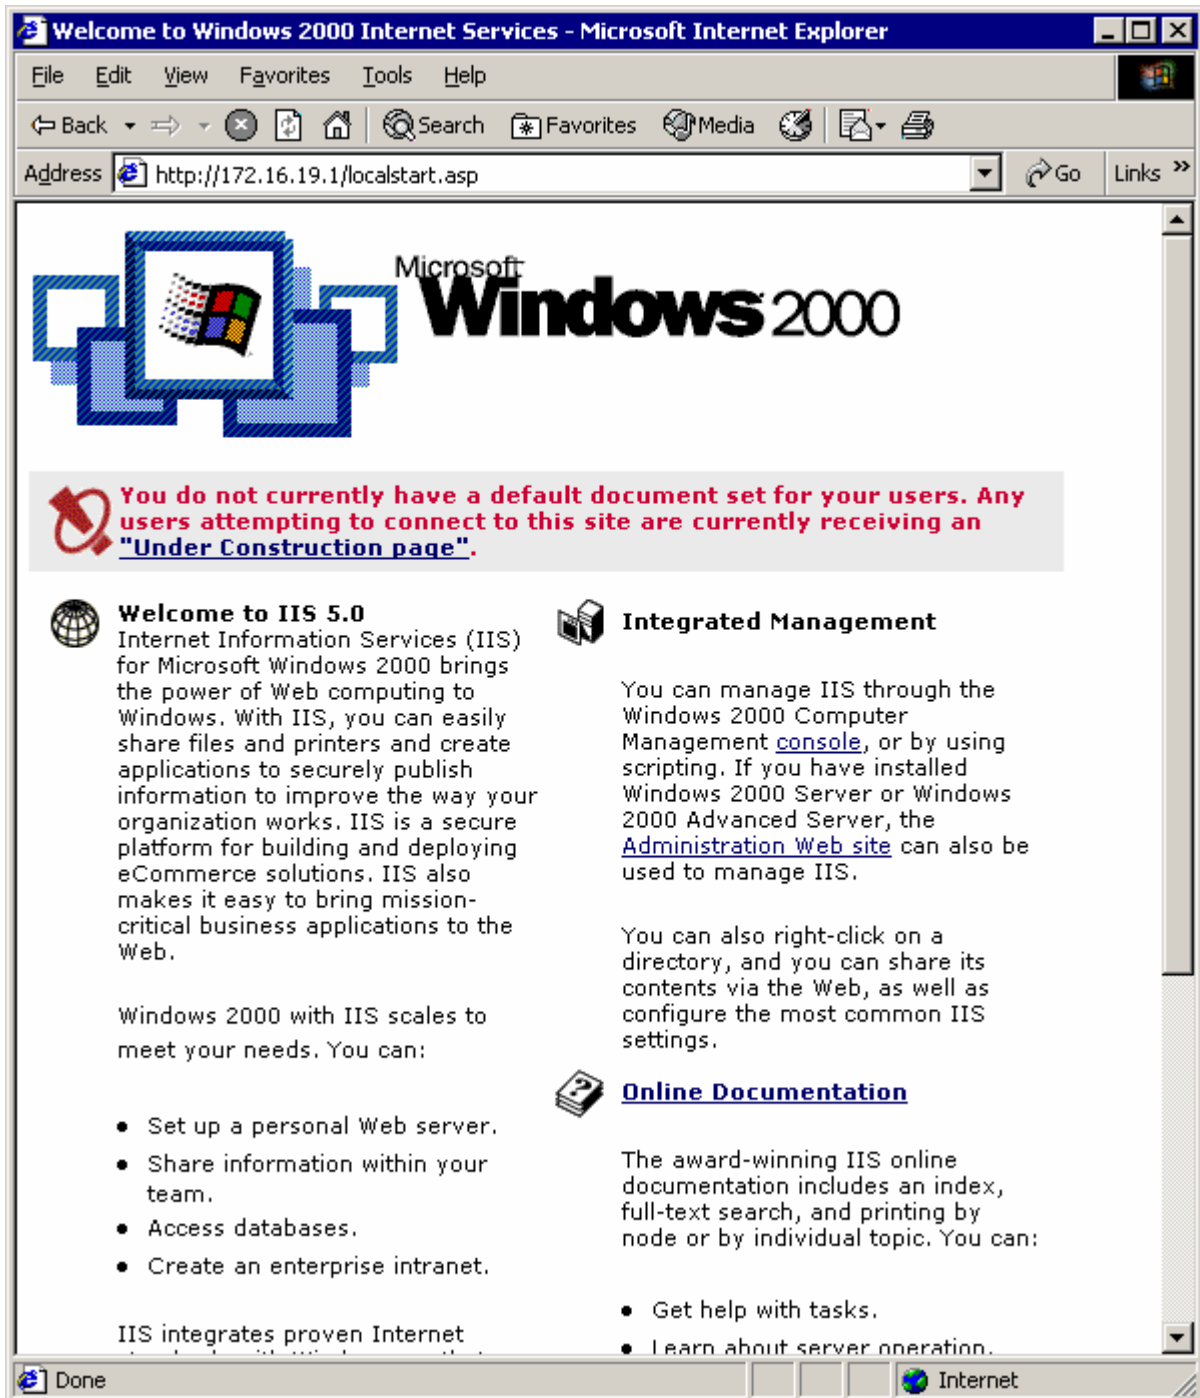 Welcome to Windows 2000 Internet Services - Microsoft Internet Explorer
File Edit View Favorites Tools Help
Back Search Favorites Media
Address http://172.16.19.1/localstart.asp Go Links »
Microsoft
Windows 2000
You do not currently have a default document set for your users. Any
users attempting to connect to this site are currently receiving an
"Under Construction page".
Welcome to IIS 5.0
Internet Information Services (IIS)
for Microsoft Windows 2000 brings
the power of Web computing to
Windows. With IIS, you can easily
share files and printers and create
applications to securely publish
information to improve the way your
organization works. IIS is a secure
platform for building and deploying
eCommerce solutions. IIS also
makes it easy to bring mission-
critical business applications to the
Web.
Windows 2000 with IIS scales to
meet your needs. You can:
• Set up a personal Web server.
• Share information within your
team.
• Access databases.
• Create an enterprise intranet.
IIS integrates proven Internet
Integrated Management
You can manage IIS through the
Windows 2000 Computer
Management console, or by using
scripting. If you have installed
Windows 2000 Server or Windows
2000 Advanced Server, the
Administration Web site can also be
used to manage IIS.
You can also right-click on a
directory, and you can share its
contents via the Web, as well as
configure the most common IIS
settings.
Online Documentation
The award-winning IIS online
documentation includes an index,
full-text search, and printing by
node or by individual topic. You can:
• Get help with tasks.
• Learn about server operation.
Done Internet